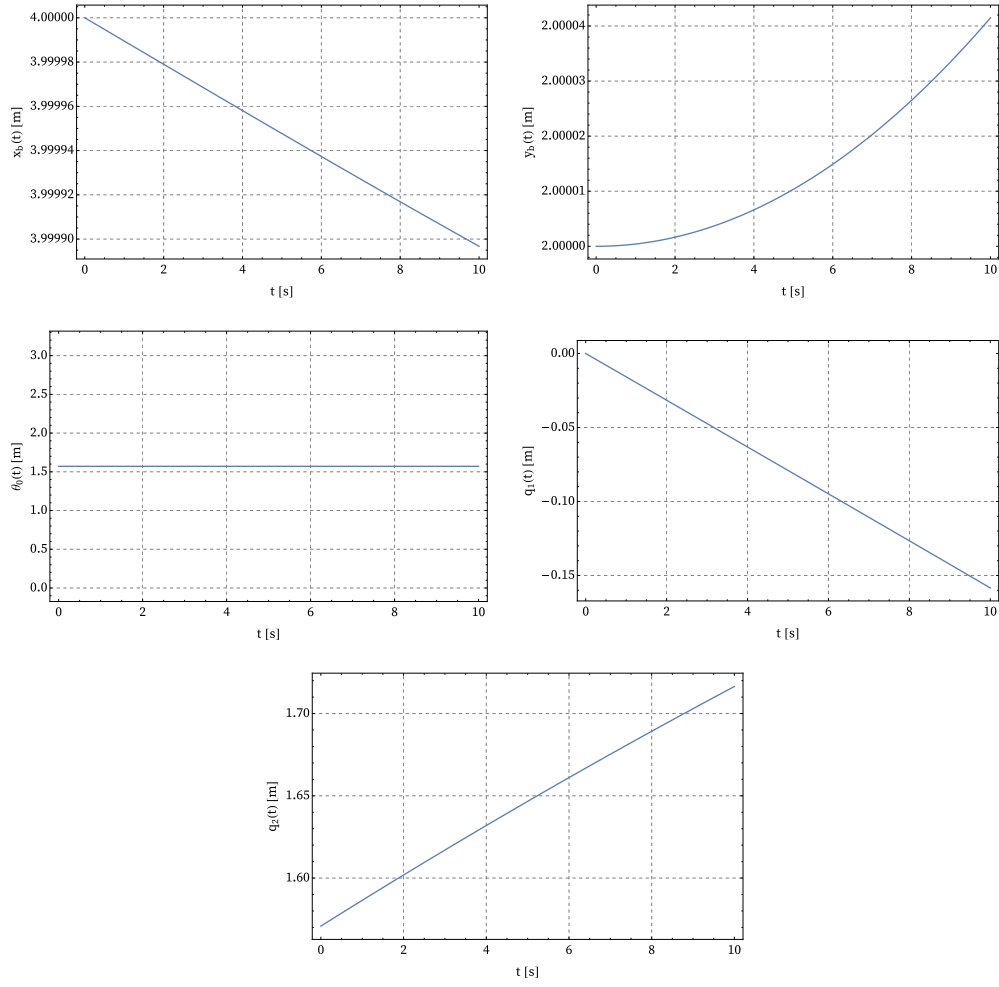 4.00000
3.99998
3.99996
3.99994
3.99992
3.99990
x_b(t) [m]
0 2 4 6 8 10
t [s]
2.00004
2.00003
2.00002
2.00001
2.00000
y_b(t) [m]
0 2 4 6 8 10
t [s]
3.0
2.5
2.0
1.5
1.0
0.5
0.0
θ_0(t) [m]
0 2 4 6 8 10
t [s]
0.00
−0.05
−0.10
−0.15
q_1(t) [m]
0 2 4 6 8 10
t [s]
1.70
1.65
1.60
q_2(t) [m]
0 2 4 6 8 10
t [s]